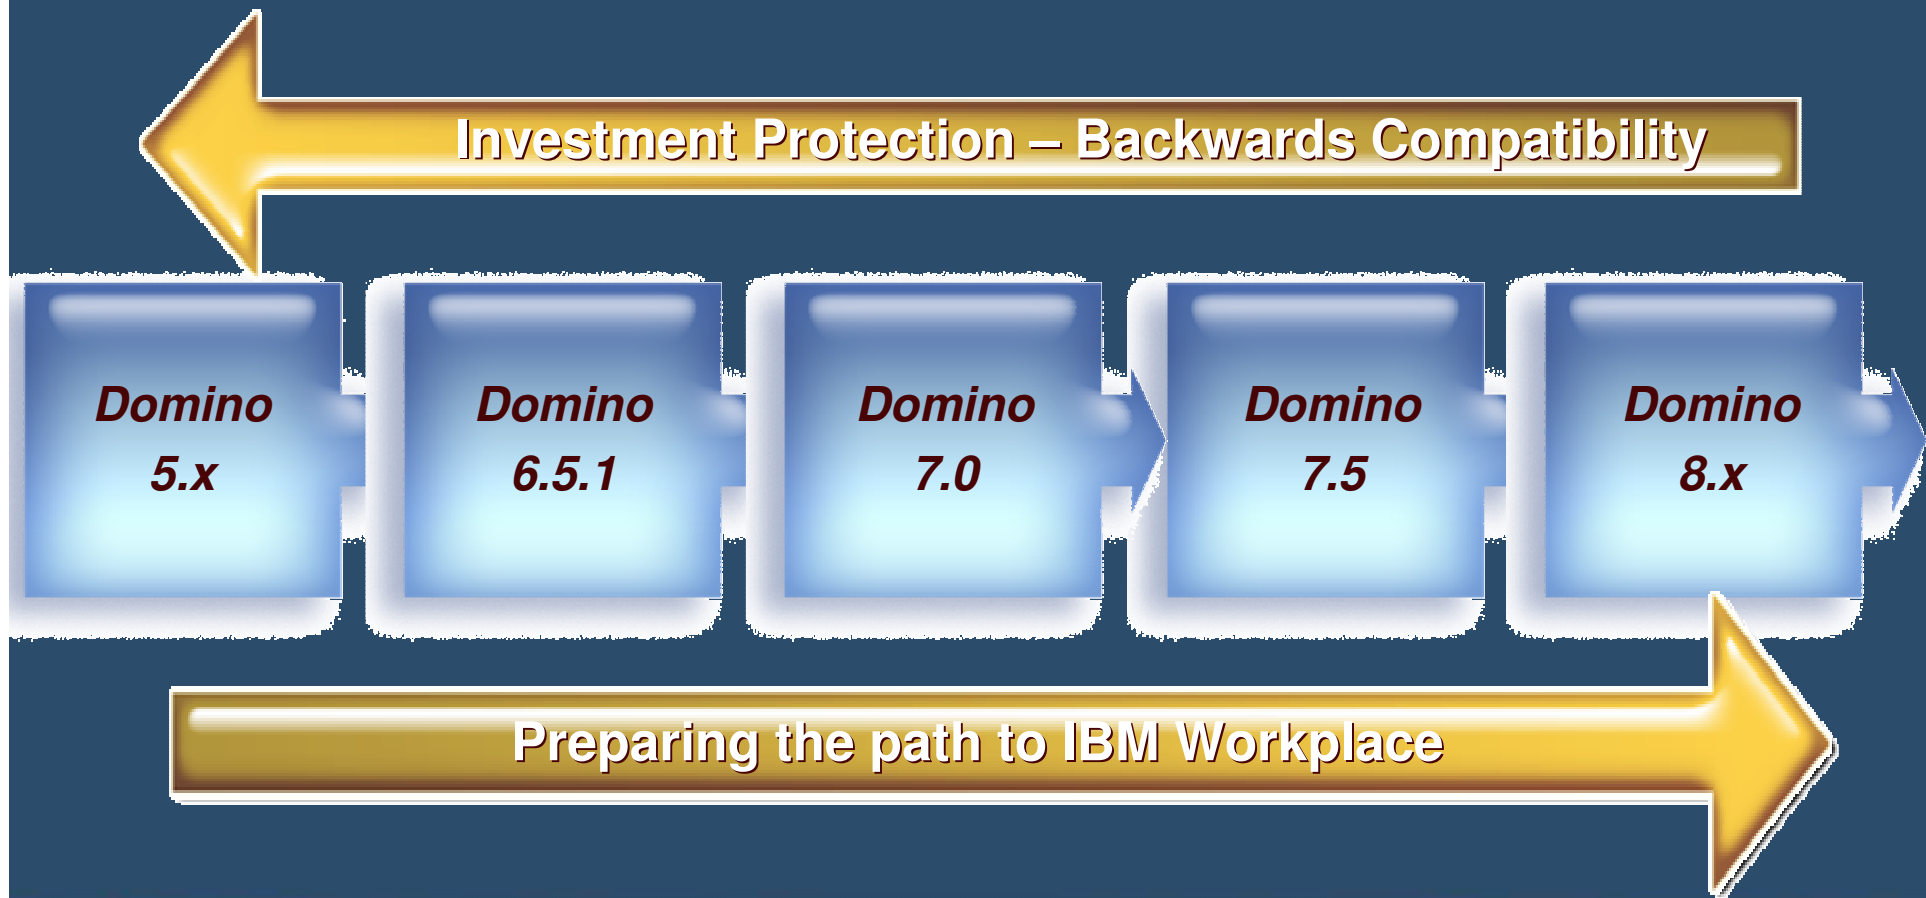 Investment Protection – Backwards Compatibility
Domino
5.x
Domino
6.5.1
Domino
7.0
Domino
7.5
Domino
8.x
Preparing the path to IBM Workplace